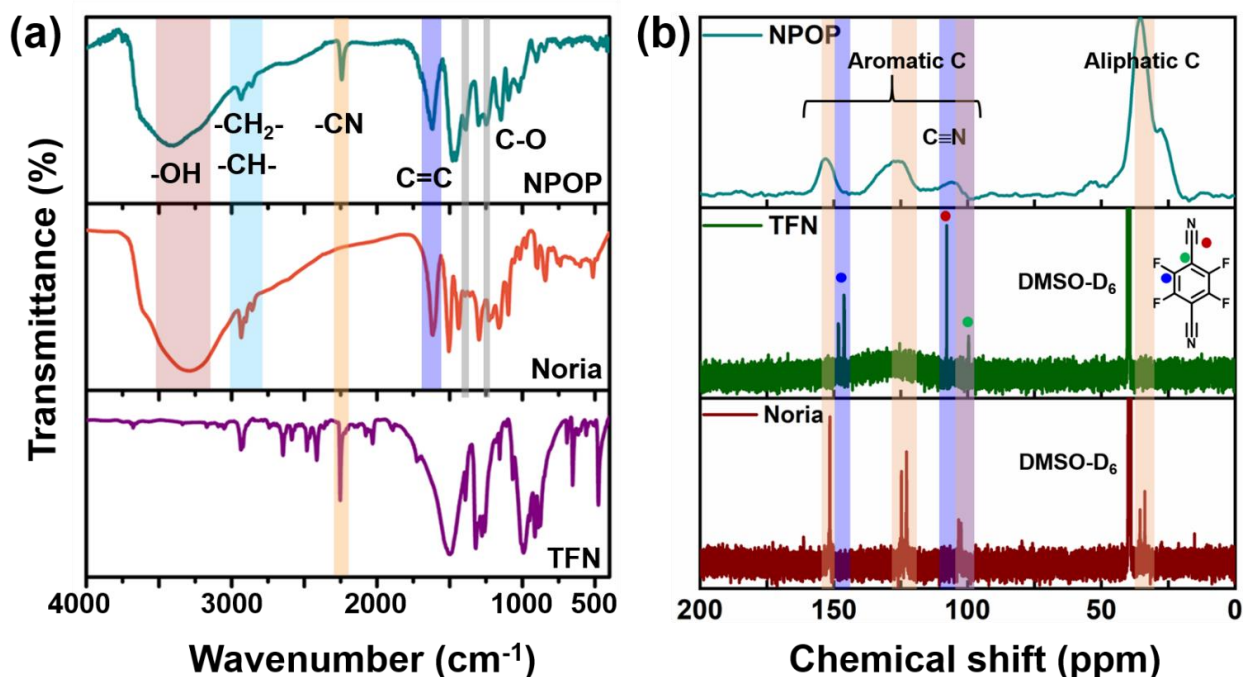 (a)
-OH
-CH₂-
-CH-
-CN
C=C
C-O
NPOP
Noria
TFN
Transmittance (%)
4000 3000 2000 1000 500
Wavenumber (cm⁻¹)
(b)
NPOP
Aromatic C
Aliphatic C
C≡N
TFN
DMSO-D₆
N
F F
F F
N
Noria
DMSO-D₆
200 150 100 50 0
Chemical shift (ppm)